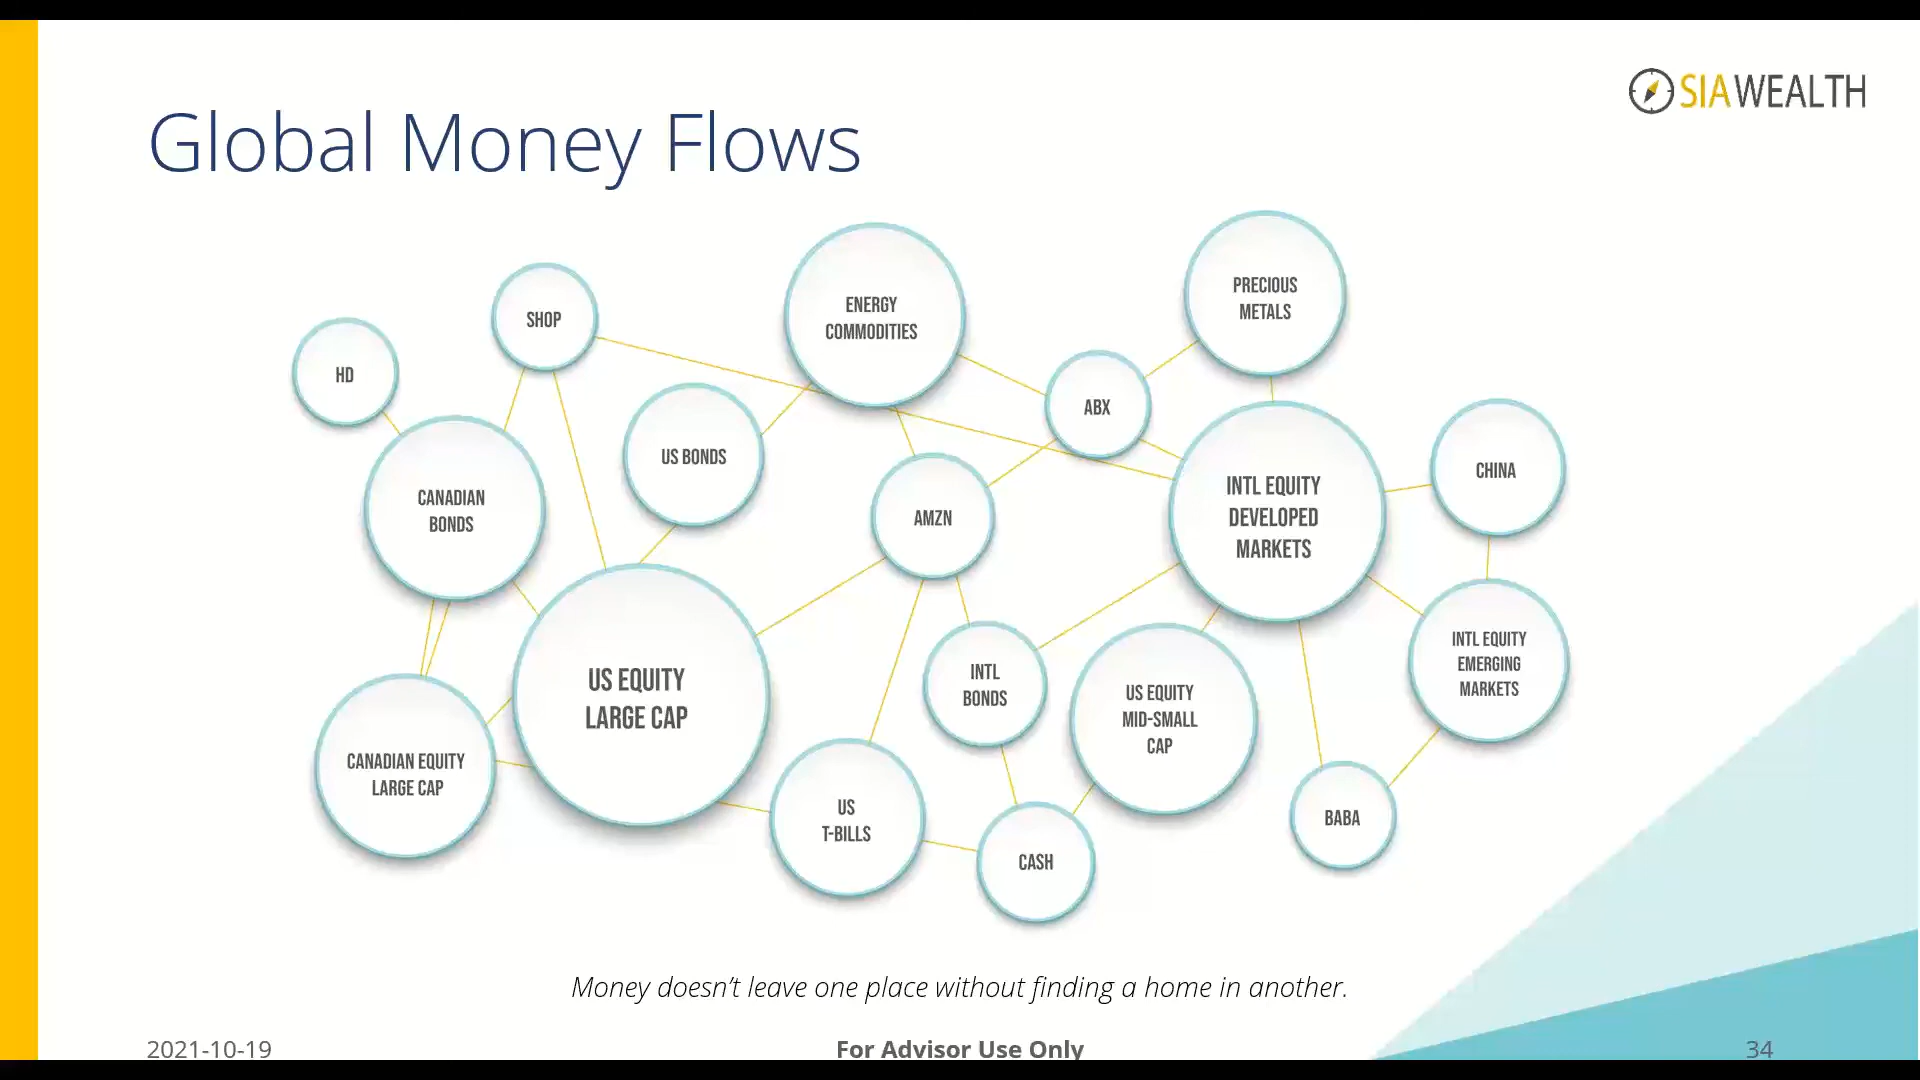 SIAWEALTH
Global Money Flows
PRECIOUS
METALS
ENERGY
COMMODITIES
SHOP
HD
ABX
US BONDS
CHINA
CANADIAN
BONDS
AMZN
INTL EQUITY
DEVELOPED
MARKETS
INTL EQUITY
EMERGING
MARKETS
US EQUITY
LARGE CAP
INTL
BONDS
US EQUITY
MID-SMALL
CAP
CANADIAN EQUITY
LARGE CAP
US
T-BILLS
BABA
CASH
Money doesn't leave one place without finding a home in another.
2021-10-19
For Advisor Use Only
34